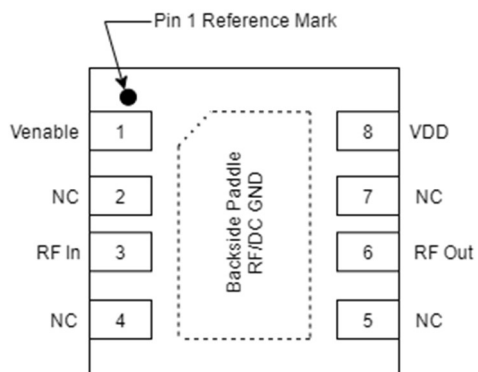 Pin 1 Reference Mark
Venable 1
8 VDD
NC 2
7 NC
RF In 3
6 RF Out
NC 4
5 NC
Backside Paddle
RF/DC GND